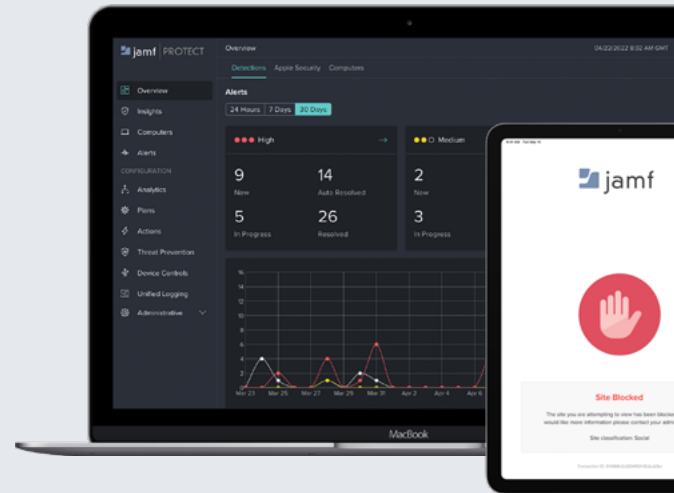 jamf PROTECT
Overview
04/22/2022 8:02 AM GMT
Detections Apple Security Computers
Overview
Insights
Computers
Alerts
CONFIGURATION
Analytics
Plans
Actions
Threat Prevention
Device Controls
Unified Logging
Administrative
Alerts
24 Hours 7 Days 30 Days
High
9
New
14
Auto Resolved
5
In Progress
26
Resolved
Medium
2
New
3
In Progress
16
14
12
10
8
6
4
2
0
Mar 23 Mar 25 Mar 27 Mar 29 Mar 31 Apr 2 Apr 4 Apr 6
MacBook
jamf
Site Blocked
The site you are attempting to view has been blocke
would like more information please contact your admi
Site classification: Social
Transaction ID: